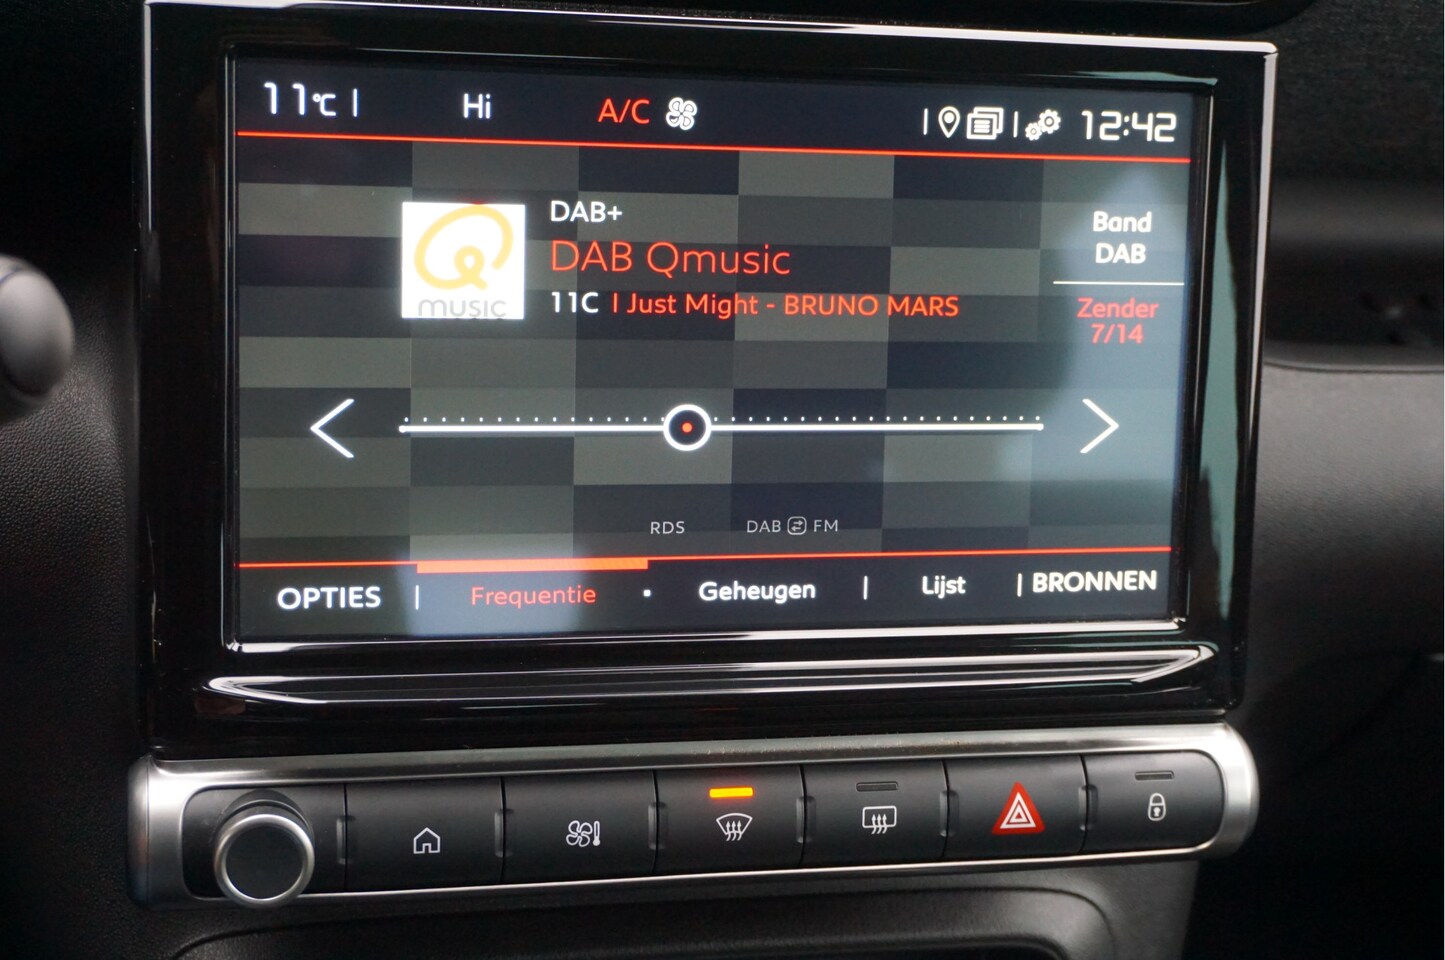 11°C | Hi A/C | | 12:42
DAB+
DAB Qmusic
11C I Just Might - BRUNO MARS
MUSIC
Band
DAB
Zender
7/14
RDS DAB FM
OPTIES | Frequentie · Geheugen | Lijst | BRONNEN